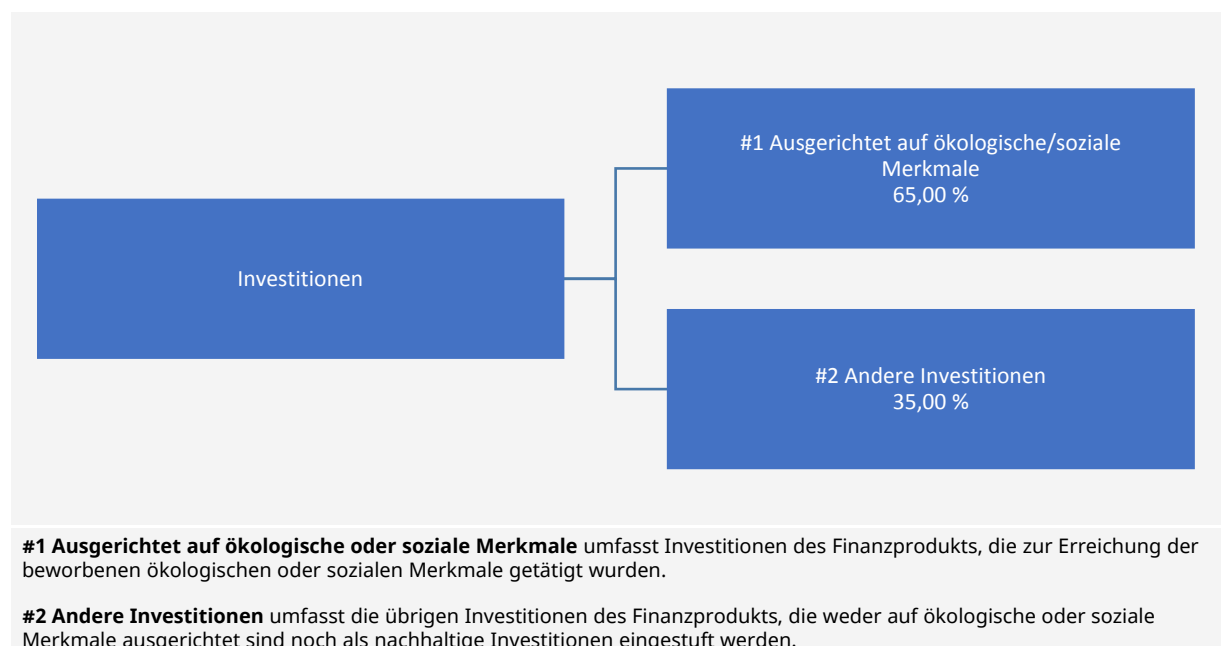 #1 Ausgerichtet auf ökologische/soziale
Merkmale
65,00 %
Investitionen
#2 Andere Investitionen
35,00 %
#1 Ausgerichtet auf ökologische oder soziale Merkmale umfasst Investitionen des Finanzprodukts, die zur Erreichung der
beworbenen ökologischen oder sozialen Merkmale getätigt wurden.
#2 Andere Investitionen umfasst die übrigen Investitionen des Finanzprodukts, die weder auf ökologische oder soziale
Merkmale ausgerichtet sind noch als nachhaltige Investitionen eingestuft werden.